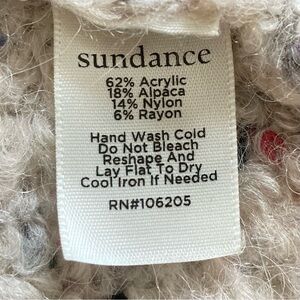 sundance
62% Acrylic
18% Alpaca
14% Nylon
6% Rayon
Hand Wash Cold
Do Not Bleach
Reshape And
Lay Flat To Dry
Cool Iron If Needed
RN#106205